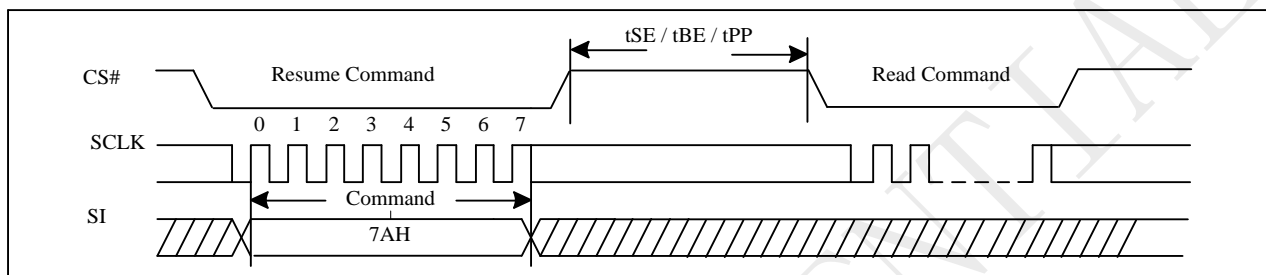 tSE / tBE / tPP
CS#
Resume Command
Read Command
0 1 2 3 4 5 6 7
SCLK
Command
SI
7AH